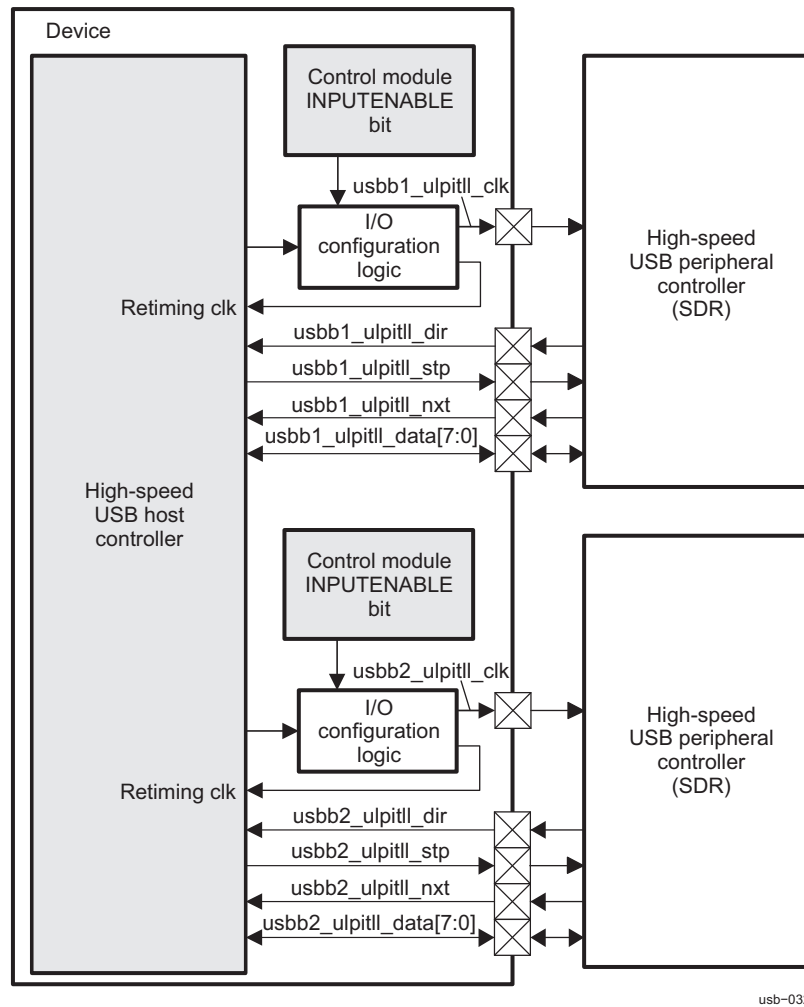 Device
Control module
INPUTENABLE
bit
usbb1_ulpitll_clk
I/O
configuration
logic
High-speed
USB peripheral
controller
(SDR)
Retiming clk
usbb1_ulpitll_dir
usbb1_ulpitll_stp
usbb1_ulpitll_nxt
usbb1_ulpitll_data[7:0]
High-speed
USB host
controller
Control module
INPUTENABLE
bit
usbb2_ulpitll_clk
I/O
configuration
logic
High-speed
USB peripheral
controller
(SDR)
Retiming clk
usbb2_ulpitll_dir
usbb2_ulpitll_stp
usbb2_ulpitll_nxt
usbb2_ulpitll_data[7:0]